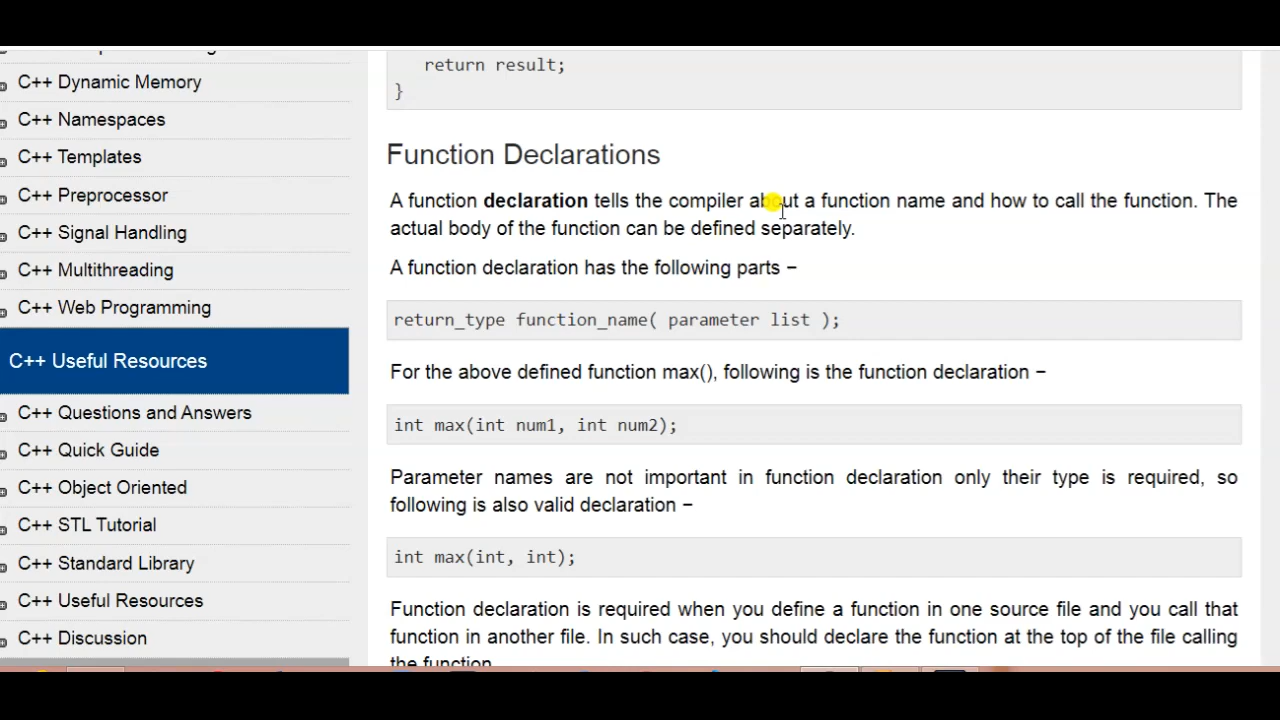 C++ Dynamic Memory
C++ Namespaces
C++ Templates
C++ Preprocessor
C++ Signal Handling
C++ Multithreading
C++ Web Programming
C++ Useful Resources
C++ Questions and Answers
C++ Quick Guide
C++ Object Oriented
C++ STL Tutorial
C++ Standard Library
C++ Useful Resources
C++ Discussion
return result;
}
Function Declarations
A function declaration tells the compiler about a function name and how to call the function. The
actual body of the function can be defined separately.
A function declaration has the following parts −
return_type function_name( parameter list );
For the above defined function max(), following is the function declaration −
int max(int num1, int num2);
Parameter names are not important in function declaration only their type is required, so
following is also valid declaration −
int max(int, int);
Function declaration is required when you define a function in one source file and you call that
function in another file. In such case, you should declare the function at the top of the file calling
the function.